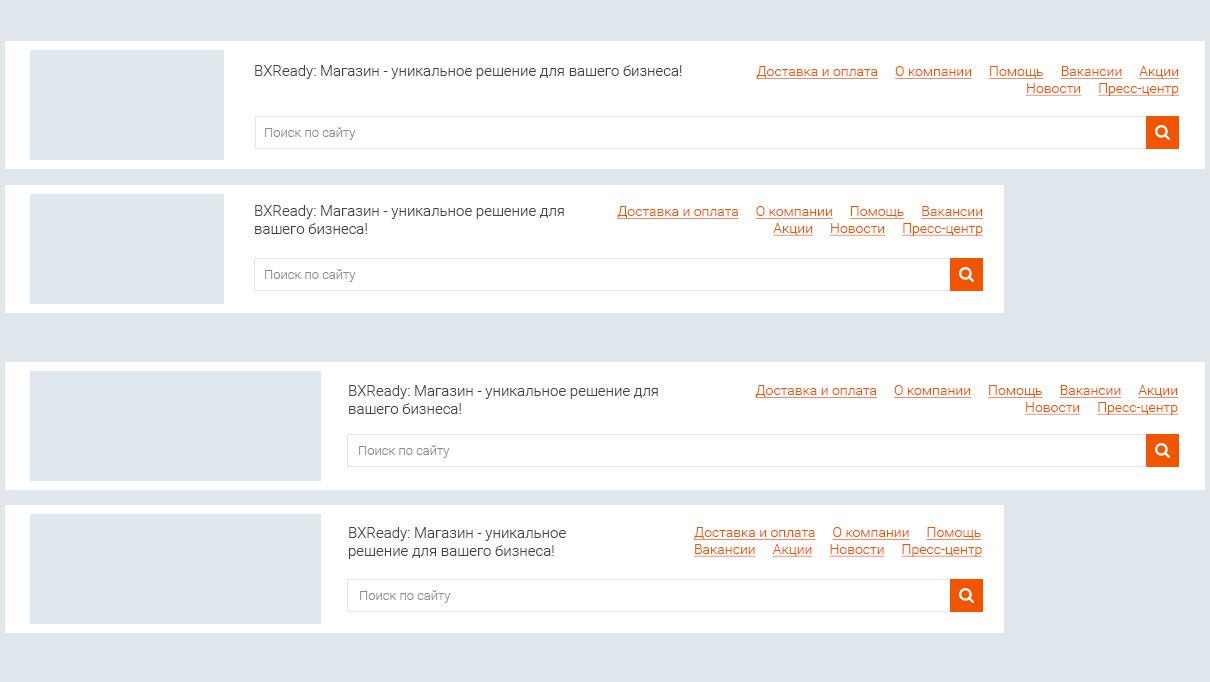 BXReady: Магазин - уникальное решение для вашего бизнеса!
Доставка и оплата О компании Помощь Вакансии Акции
Новости Пресс-центр
Поиск по сайту
BXReady: Магазин - уникальное решение для
вашего бизнеса!
Доставка и оплата О компании Помощь Вакансии
Акции Новости Пресс-центр
Поиск по сайту
BXReady: Магазин - уникальное решение для
вашего бизнеса!
Доставка и оплата О компании Помощь Вакансии Акции
Новости Пресс-центр
Поиск по сайту
BXReady: Магазин - уникальное
решение для вашего бизнеса!
Доставка и оплата О компании Помощь
Вакансии Акции Новости Пресс-центр
Поиск по сайту